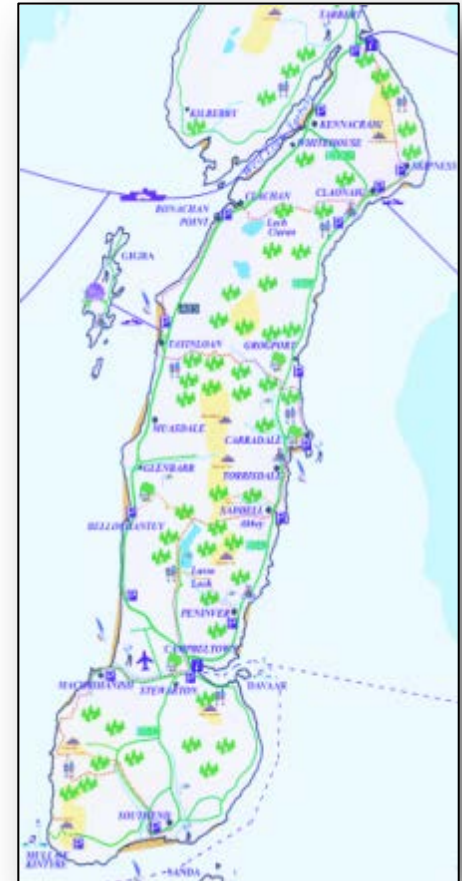 TARBERT
KILBERRY
KENNACRAIG
WHITEHOUSE
SKIPNESS
CLAONAIG
CLACHAN
RONACHAN
POINT
Loch
Ciaran
GIGHA
TAYINLOAN
GROGPORT
MUASDALE
CARRADALE
GLENBARR
TORRISDALE
BELLOCHANTUY
SADDELL
Abbey
Lussa
Loch
PENINVER
CAMPBELTOWN
MACHRIHANISH
STEWARTON
DAVAAR
SOUTHEND
MULL OF
KINTYRE
SANDA